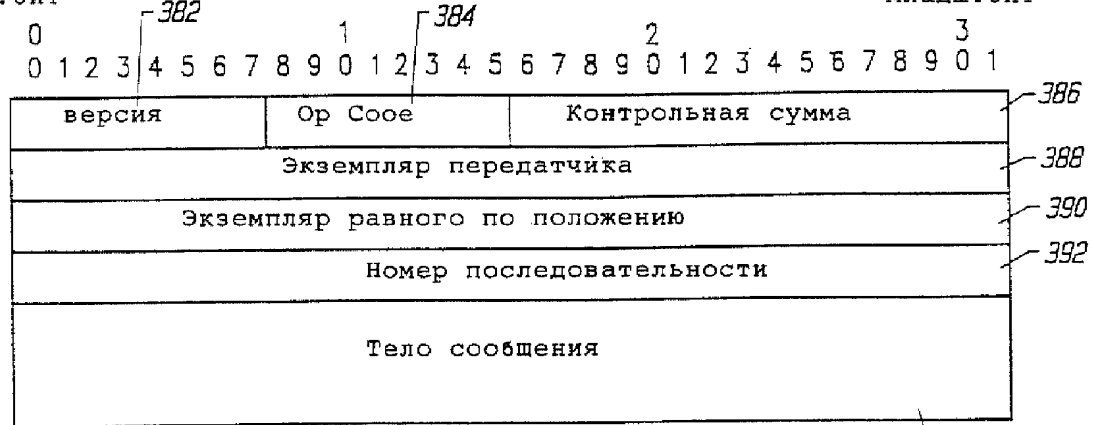 382
384
0 1 2 3
0 1 2 3 4 5 6 7 8 9 0 1 2 3 4 5 6 7 8 9 0 1 2 3 4 5 6 7 8 9 0 1
версия Op Сооб Контрольная сумма 386
Экземпляр передатчика 388
Экземпляр равного по положению 390
Номер последовательности 392
Тело сообщения